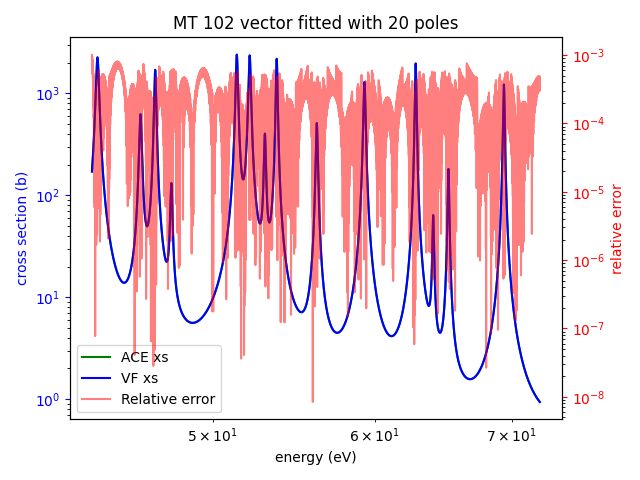 MT 102 vector fitted with 20 poles
cross section (b)
10³
10²
10¹
10⁰
10⁻³
10⁻⁴
10⁻⁵
10⁻⁶
10⁻⁷
10⁻⁸
relative error
ACE xs
VF xs
Relative error
5 × 10¹ 6 × 10¹ 7 × 10¹
energy (eV)